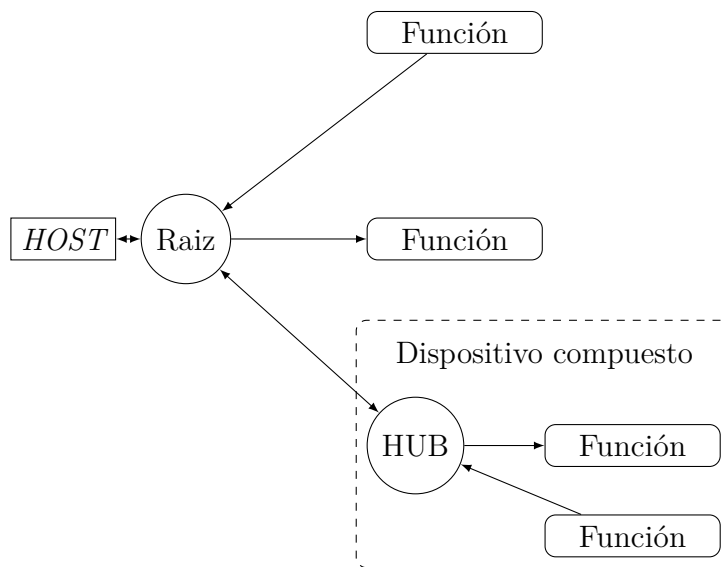 Función
HOST
Raiz
Función
Dispositivo compuesto
HUB
Función
Función